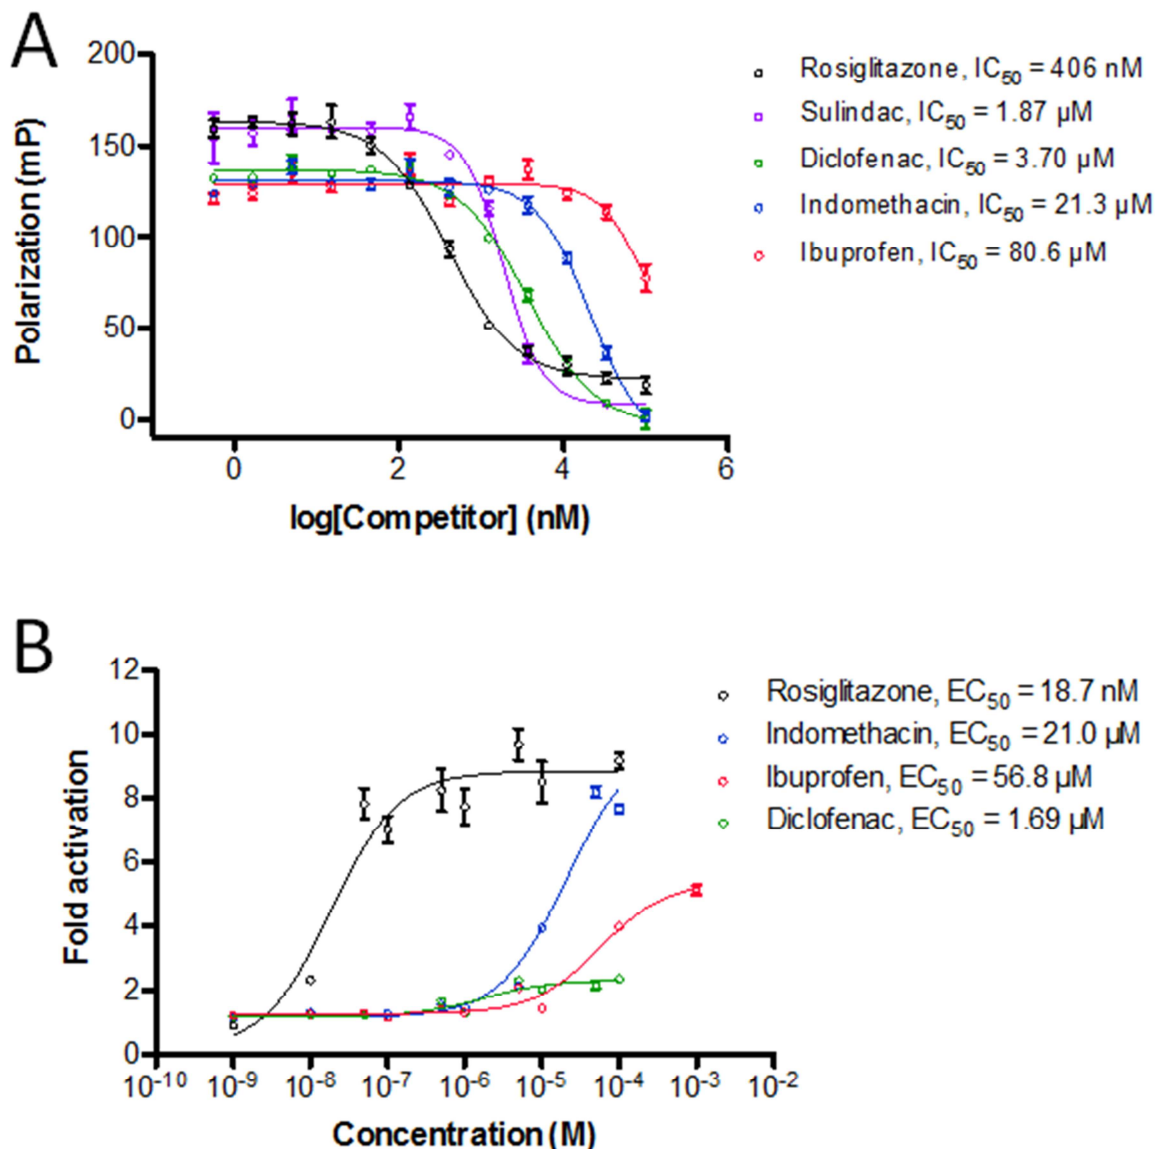 A
200
150
100
50
0
Polarization (mP)
0 2 4 6
log[Competitor] (nM)
Rosiglitazone, IC50 = 406 nM
Sulindac, IC50 = 1.87 µM
Diclofenac, IC50 = 3.70 µM
Indomethacin, IC50 = 21.3 µM
Ibuprofen, IC50 = 80.6 µM
B
12
10
8
6
4
2
0
Fold activation
10-10 10-9 10-8 10-7 10-6 10-5 10-4 10-3 10-2
Concentration (M)
Rosiglitazone, EC50 = 18.7 nM
Indomethacin, EC50 = 21.0 µM
Ibuprofen, EC50 = 56.8 µM
Diclofenac, EC50 = 1.69 µM